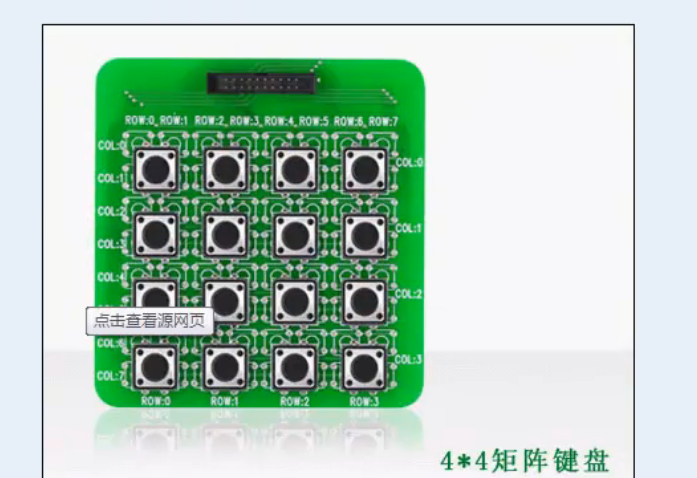 ROW:0 ROW:1 ROW:2 ROW:3 ROW:4 ROW:5 ROW:6 ROW:7
COL:0
COL:0
COL:1
COL:2
COL:1
COL:3
COL:4
COL:2
点击查看源网页
COL:6
COL:3
COL:7
ROW:0 ROW:1 ROW:2 ROW:3
4*4矩阵键盘